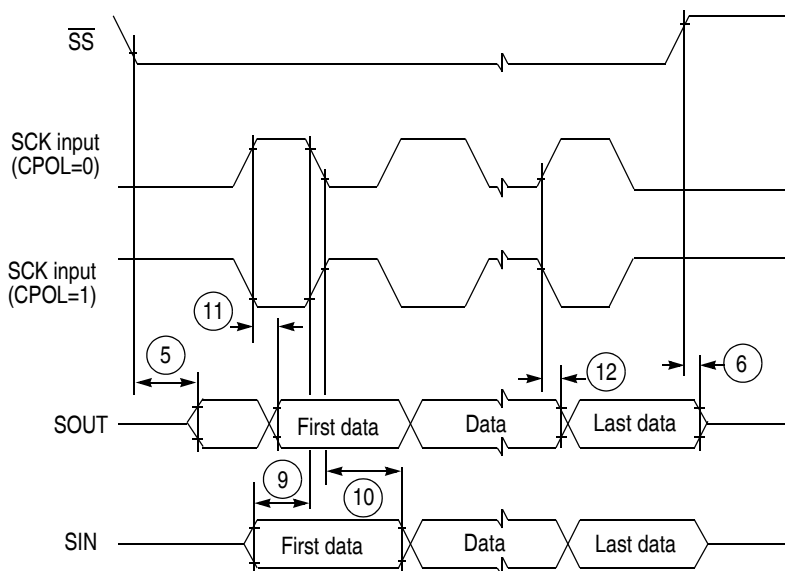 SS
SCK input
(CPOL=0)
SCK input
(CPOL=1)
11
5
12
6
SOUT
First data
Data
Last data
9
10
SIN
First data
Data
Last data